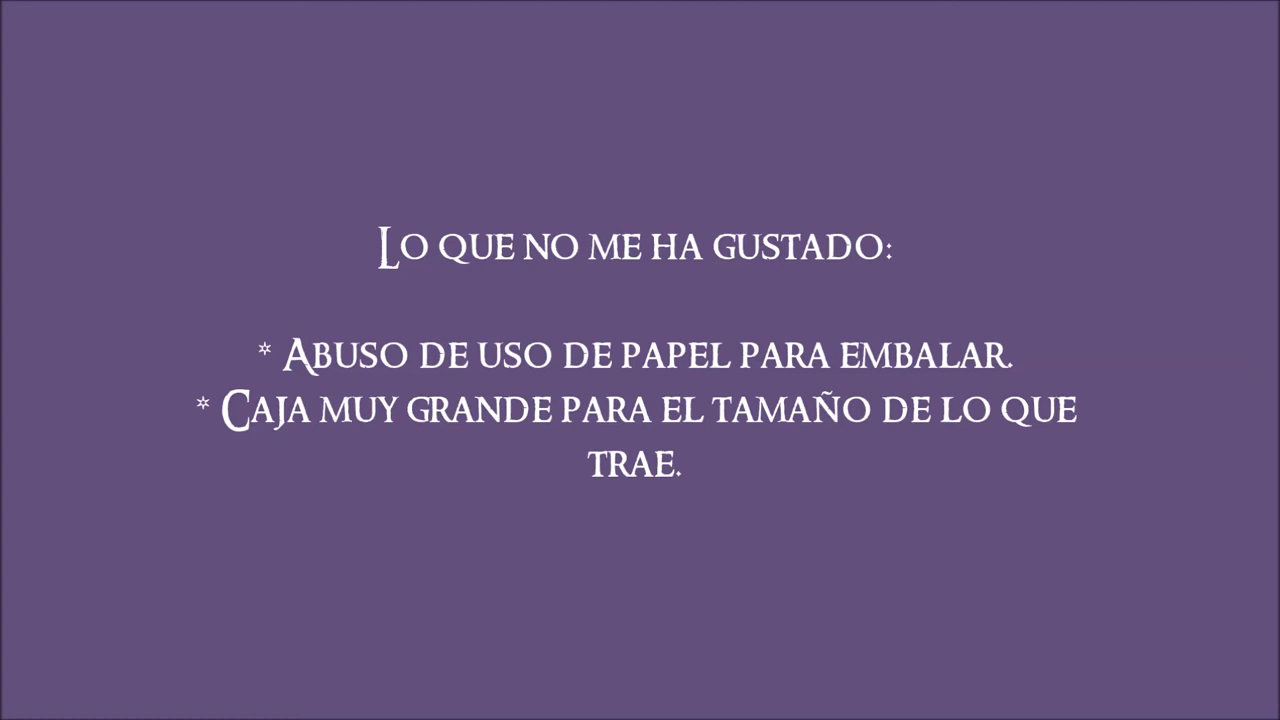 Lo que no me ha gustado:
* Abuso de uso de papel para embalar.
* Caja muy grande para el tamaño de lo que
trae.